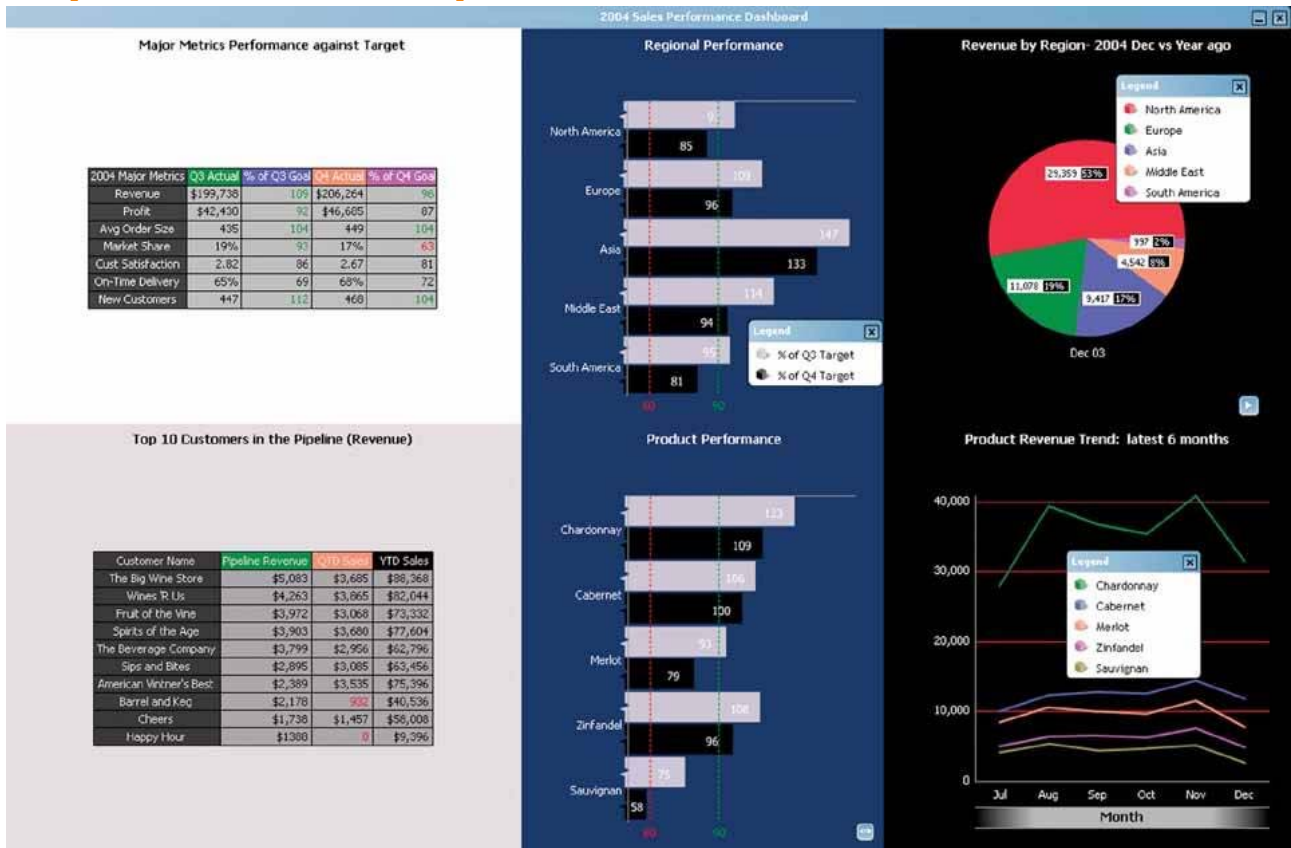 2004 Sales Performance Dashboard
Major Metrics Performance against Target
2004 Major Metrics Q3 Actual % of Q3 Goal Q4 Actual % of Q4 Goal
Revenue $199,738 109 $206,264 96
Profit $42,430 92 $46,685 87
Avg Order Size 435 104 449 104
Market Share 19% 93 17% 63
Cust Satisfaction 2.82 86 2.67 81
On-Time Delivery 65% 69 68% 72
New Customers 447 112 468 104
Regional Performance
North America
85
Europe 109
96
Asia 147
133
Middle East 114
94
South America 95
81
60 90
Legend
% of Q3 Target
% of Q4 Target
Revenue by Region- 2004 Dec vs Year ago
Legend
North America
Europe
Asia
Middle East
South America
29,359 53%
997 2%
4,542 8%
9,417 17%
11,078 19%
Dec 03
Top 10 Customers in the Pipeline (Revenue)
Customer Name Pipeline Revenue QTD Sales YTD Sales
The Big Wine Store $5,083 $3,685 $88,368
Wines 'R Us $4,263 $3,865 $82,044
Fruit of the Vine $3,972 $3,068 $73,332
Spirits of the Age $3,903 $3,680 $77,604
The Beverage Company $3,799 $2,956 $62,796
Sips and Bites $2,895 $3,085 $63,456
American Vintner's Best $2,389 $3,535 $75,396
Barrel and Keg $2,178 932 $40,536
Cheers $1,738 $1,457 $58,008
Happy Hour $1388 0 $9,396
Product Performance
Chardonnay
109
Cabernet 106
100
Merlot 93
79
Zinfandel 108
96
Sauvignan 75
58
60 90
Product Revenue Trend: latest 6 months
40,000
30,000
20,000
10,000
0
Legend
Chardonnay
Cabernet
Merlot
Zinfandel
Sauvignan
Jul Aug Sep Oct Nov Dec
Month